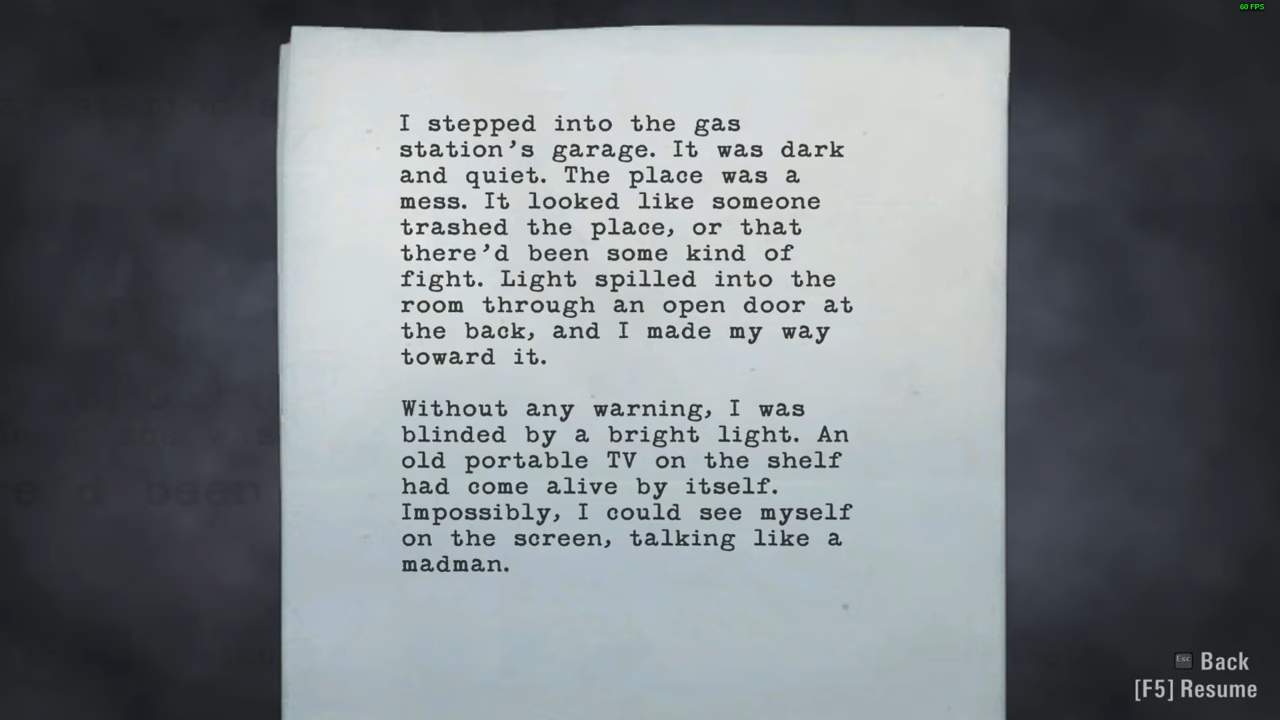 60 FPS
I stepped into the gas
station's garage. It was dark
and quiet. The place was a
mess. It looked like someone
trashed the place, or that
there'd been some kind of
fight. Light spilled into the
room through an open door at
the back, and I made my way
toward it.
Without any warning, I was
blinded by a bright light. An
old portable TV on the shelf
had come alive by itself.
Impossibly, I could see myself
on the screen, talking like a
madman.
Esc Back
[F5] Resume